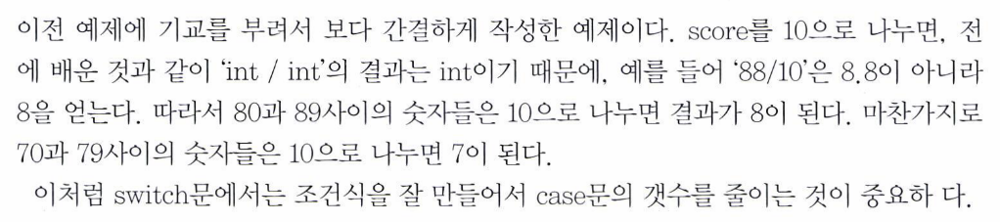 이전 예제에 기교를 부려서 보다 간결하게 작성한 예제이다. score를 10으로 나누면, 전
에 배운 것과 같이 ‘int / int’의 결과는 int이기 때문에, 예를 들어 ‘88/10’은 8.8이 아니라
8을 얻는다. 따라서 80과 89사이의 숫자들은 10으로 나누면 결과가 8이 된다. 마찬가지로
70과 79사이의 숫자들은 10으로 나누면 7이 된다.
이처럼 switch문에서는 조건식을 잘 만들어서 case문의 갯수를 줄이는 것이 중요하 다.